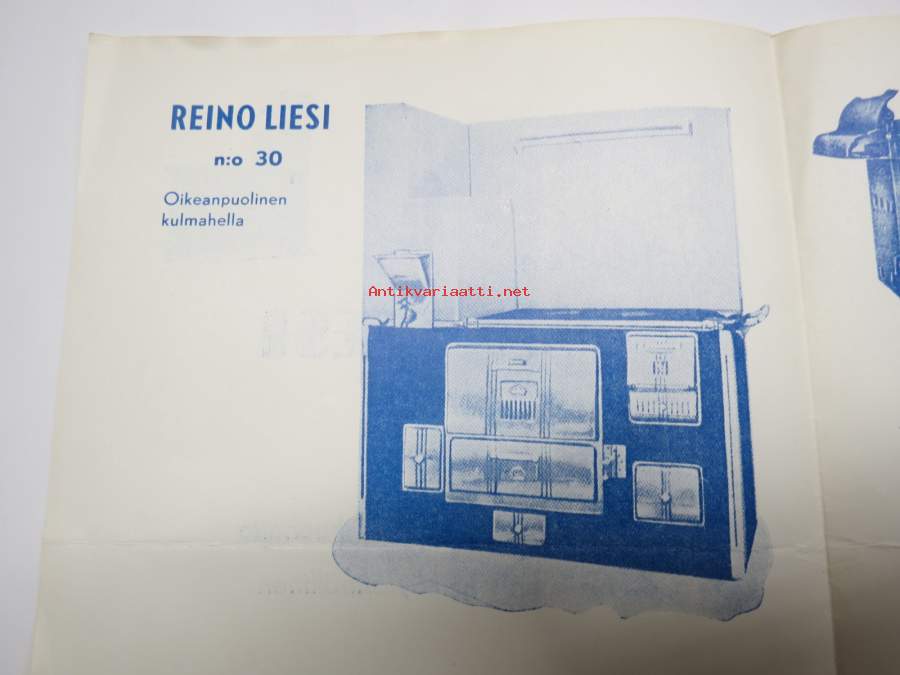 REINO LIESI
n:o 30
Oikeanpuolinen
kulmahella
Antikvariaatti.net